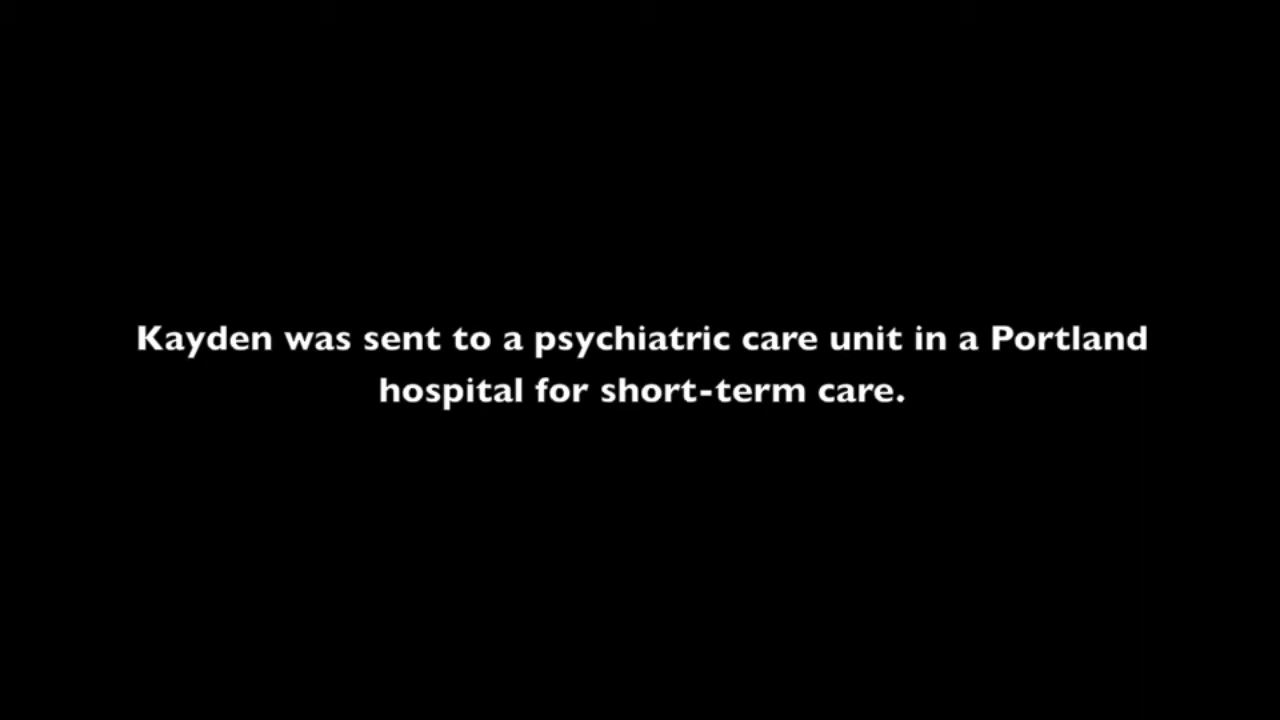 Kayden was sent to a psychiatric care unit in a Portland
hospital for short-term care.